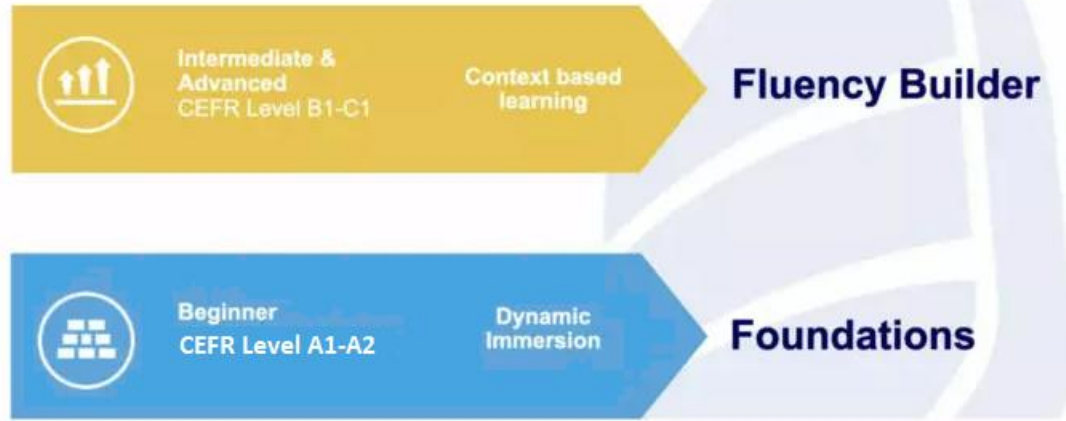 Intermediate &
Advanced
CEFR Level B1-C1
Context based
learning
Fluency Builder
Beginner
CEFR Level A1-A2
Dynamic
Immersion
Foundations